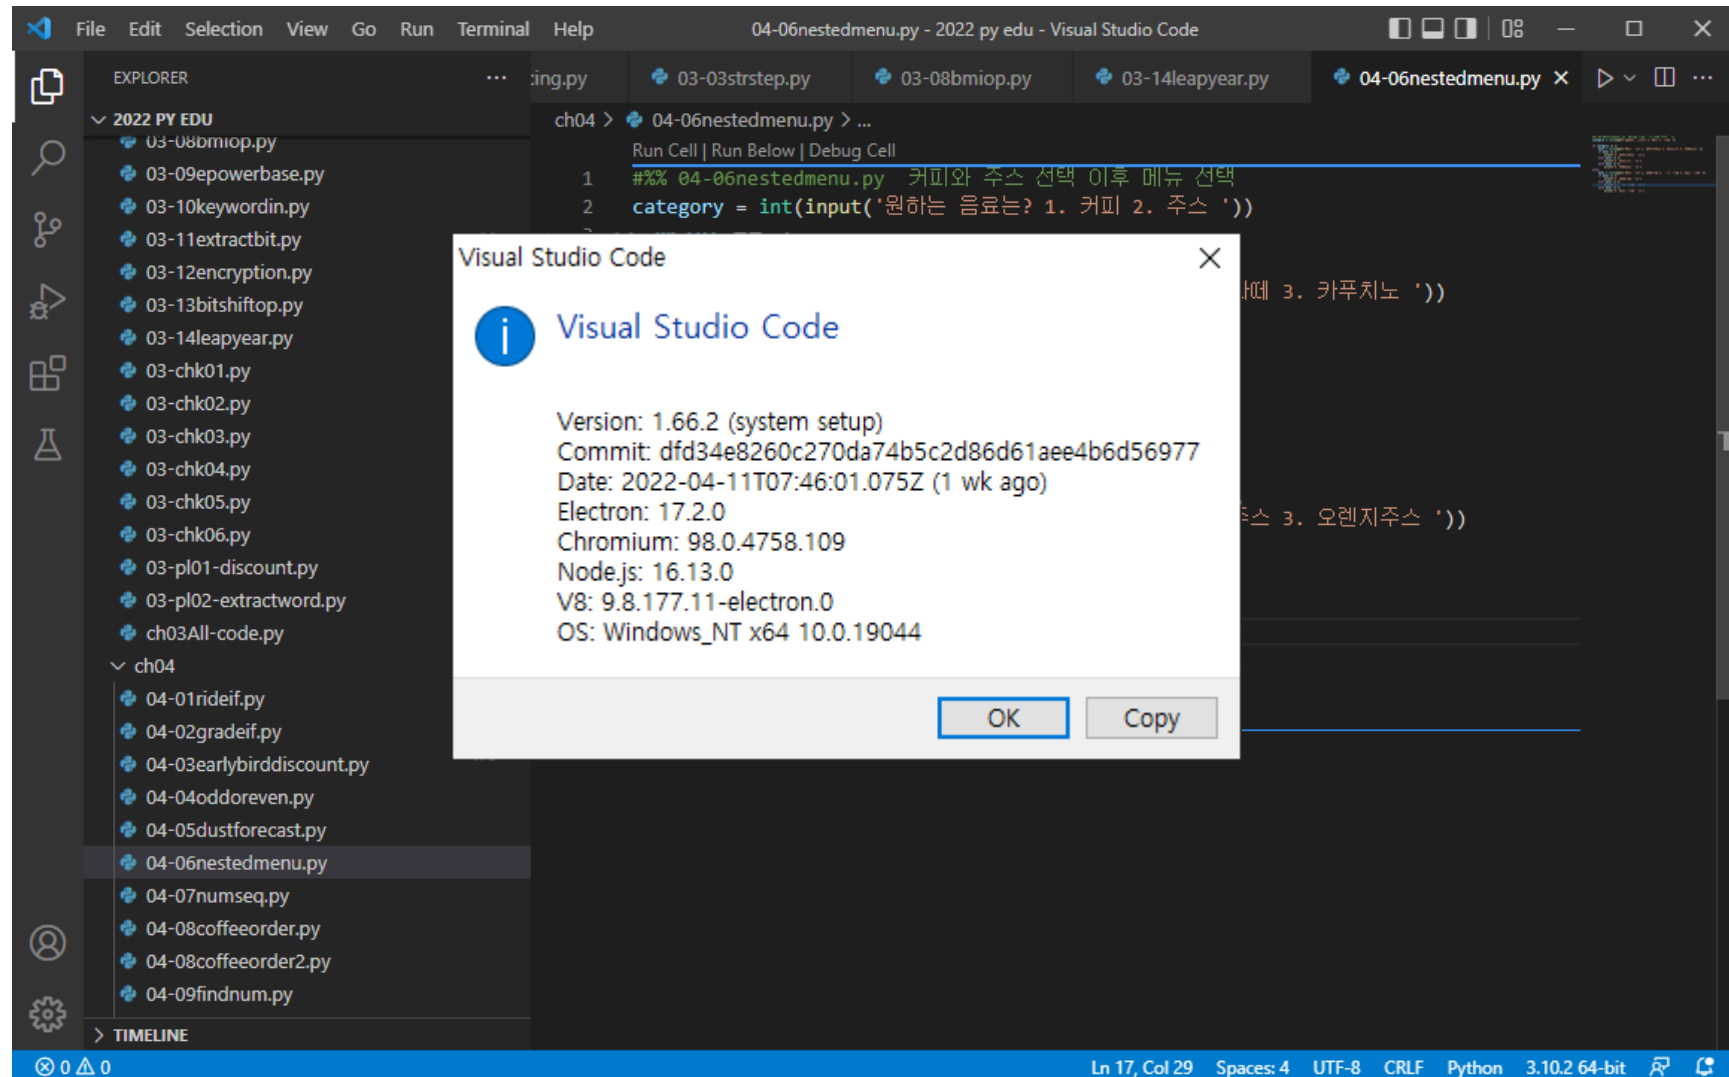 File Edit Selection View Go Run Terminal Help
04-06nestedmenu.py - 2022 py edu - Visual Studio Code
EXPLORER
03-03strstep.py
03-08bmiop.py
03-14leapyear.py
04-06nestedmenu.py
2022 PY EDU
03-08bmiop.py
03-09epowerbase.py
03-10keywordin.py
03-11extractbit.py
03-12encryption.py
03-13bitshiftop.py
03-14leapyear.py
03-chk01.py
03-chk02.py
03-chk03.py
03-chk04.py
03-chk05.py
03-chk06.py
03-pl01-discount.py
03-pl02-extractword.py
ch03All-code.py
ch04
04-01rideif.py
04-02gradeif.py
04-03earlybirddiscount.py
04-04oddoreven.py
04-05dustforecast.py
04-06nestedmenu.py
04-07numseq.py
04-08coffeeorder.py
04-08coffeeorder2.py
04-09findnum.py
TIMELINE
ch04 > 04-06nestedmenu.py > ...
Run Cell | Run Below | Debug Cell
1 #%% 04-06nestedmenu.py 커피와 주스 선택 이후 메뉴 선택
2 category = int(input('원하는 음료는? 1. 커피 2. 주스 '))
3. 카푸치노 '))
3. 오렌지주스 '))
Visual Studio Code
Visual Studio Code
Version: 1.66.2 (system setup)
Commit: dfd34e8260c270da74b5c2d86d61aee4b6d56977
Date: 2022-04-11T07:46:01.075Z (1 wk ago)
Electron: 17.2.0
Chromium: 98.0.4758.109
Node.js: 16.13.0
V8: 9.8.177.11-electron.0
OS: Windows_NT x64 10.0.19044
OK
Copy
0 0
Ln 17, Col 29 Spaces: 4 UTF-8 CRLF Python 3.10.2 64-bit